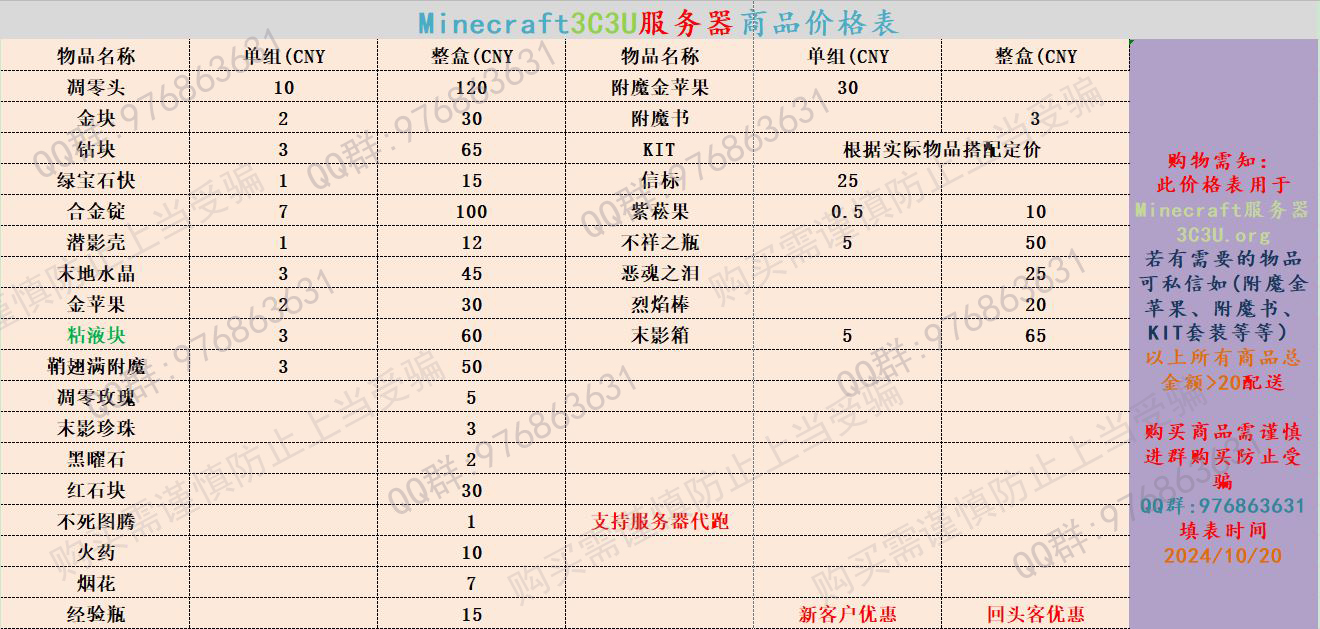 Minecraft3C3U服务器商品价格表
物品名称 单组(CNY 整盒(CNY 物品名称 单组(CNY 整盒(CNY
凋零头 10 120 附魔金苹果 30
金块 2 30 附魔书 3
钻块 3 65 KIT 根据实际物品搭配定价
绿宝石快 1 15 信标 25
合金锭 7 100 紫菘果 0.5 10
潜影壳 1 12 不祥之瓶 5 50
末地水晶 3 45 恶魂之泪 25
金苹果 2 30 烈焰棒 20
粘液块 3 60 末影箱 5 65
鞘翅满附魔 3 50
凋零玫瑰 5
末影珍珠 3
黑曜石 2
红石块 30
不死图腾 1 支持服务器代跑
火药 10
烟花 7
经验瓶 15 新客户优惠 回头客优惠
购物需知：
此价格表用于
Minecraft服务器
3C3U.org
若有需要的物品
可私信如(附魔金
苹果、附魔书、
KIT套装等等）
以上所有商品总
金额>20配送
购买商品需谨慎
进群购买防止受
骗
QQ群:976863631
填表时间
2024/10/20
QQ群:976863631
购买需谨慎防止上当受骗